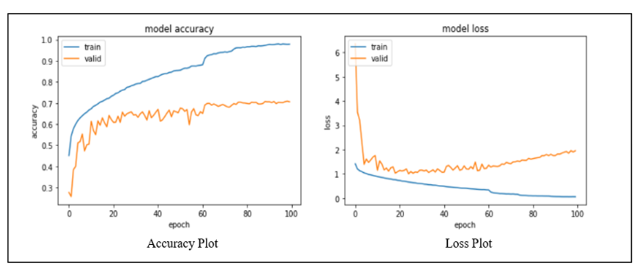 model accuracy
train
valid
1.0
0.9
0.8
0.7
0.6
0.5
0.4
0.3
accuracy
0
20
40
60
80
100
epoch
Accuracy Plot
model loss
train
valid
6
5
4
3
2
1
0
loss
0
20
40
60
80
100
epoch
Loss Plot